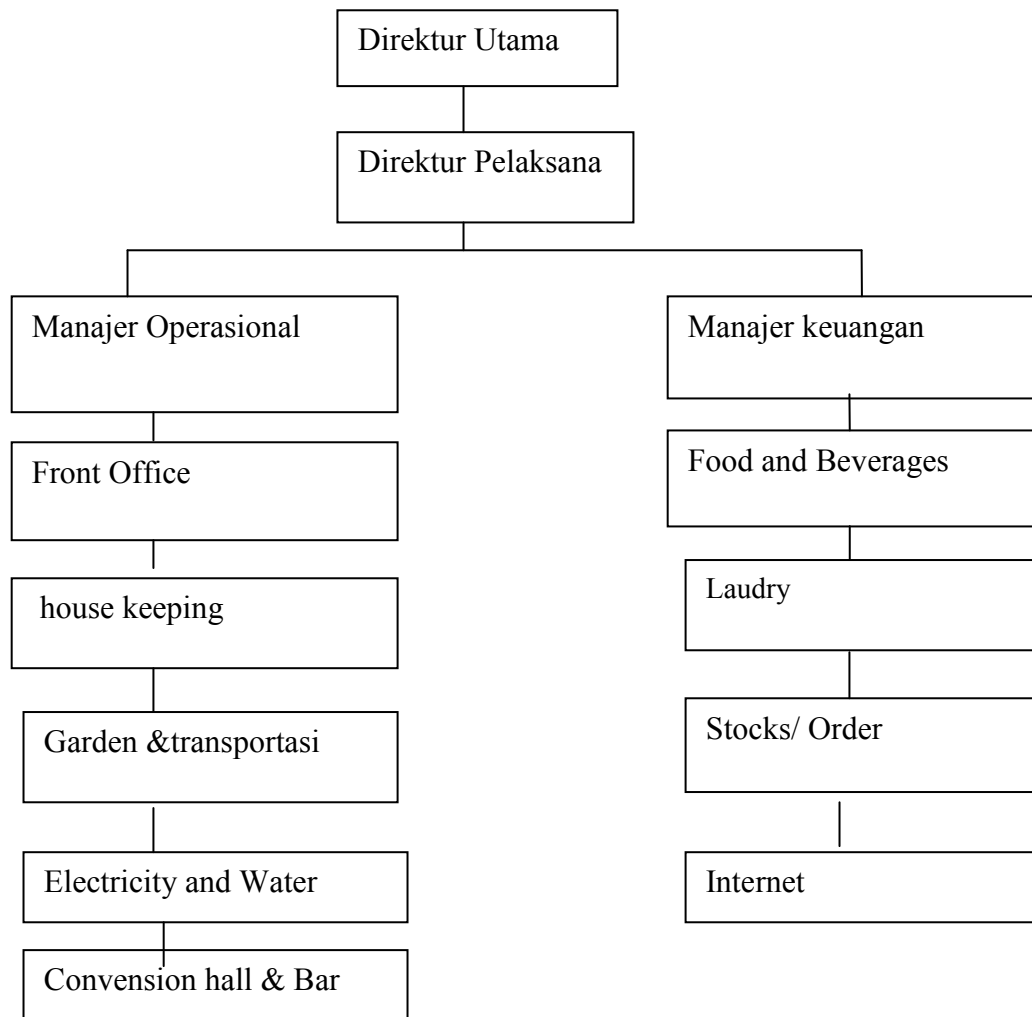 Direktur Utama
Direktur Pelaksana
Manajer Operasional
Manajer keuangan
Front Office
Food and Beverages
house keeping
Laudry
Garden &transportasi
Stocks/ Order
Electricity and Water
Internet
Convension hall & Bar